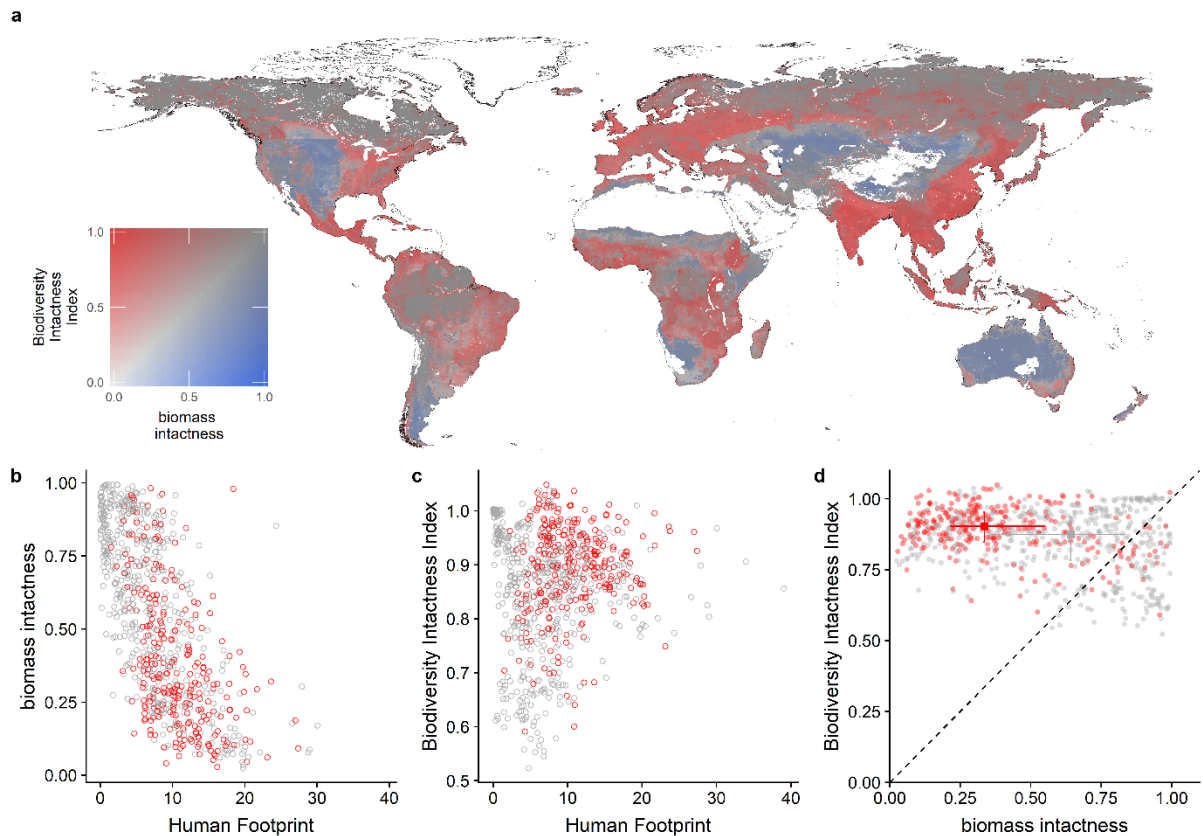 a
1.0
0.5
0.0
Biodiversity
Intactness
Index
0.0 0.5 1.0
biomass
intactness
b
1.00
0.75
0.50
0.25
0.00
biomass intactness
0 10 20 30 40
Human Footprint
c
1.0
0.9
0.8
0.7
0.6
0.5
Biodiversity Intactness Index
0 10 20 30 40
Human Footprint
d
1.00
0.75
0.50
0.25
0.00
Biodiversity Intactness Index
0.00 0.25 0.50 0.75 1.00
biomass intactness